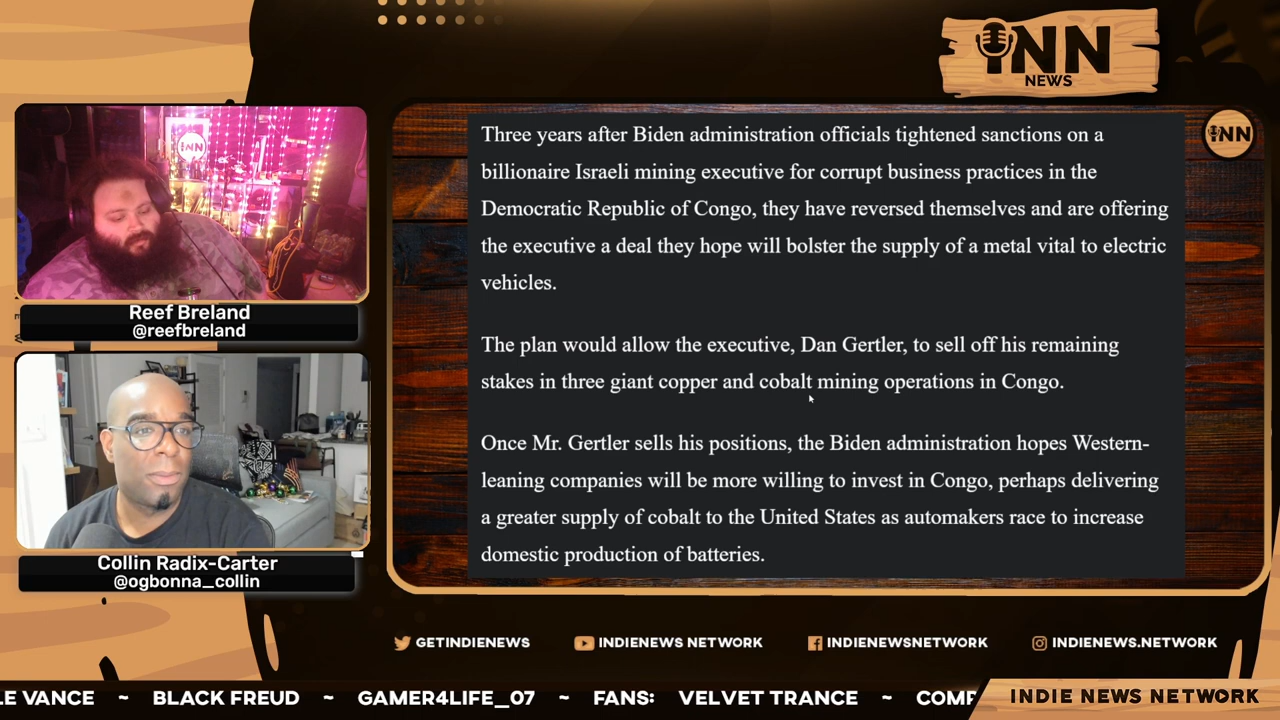 INN
NEWS
INN
INN
Three years after Biden administration officials tightened sanctions on a
billionaire Israeli mining executive for corrupt business practices in the
Democratic Republic of Congo, they have reversed themselves and are offering
the executive a deal they hope will bolster the supply of a metal vital to electric
vehicles.
The plan would allow the executive, Dan Gertler, to sell off his remaining
stakes in three giant copper and cobalt mining operations in Congo.
Once Mr. Gertler sells his positions, the Biden administration hopes Western-
leaning companies will be more willing to invest in Congo, perhaps delivering
a greater supply of cobalt to the United States as automakers race to increase
domestic production of batteries.
Reef Breland
@reefbreland
Collin Radix-Carter
@ogbonna_collin
GETINDIENEWS
INDIENEWS NETWORK
INDIENEWSNETWORK
INDIENEWS.NETWORK
LE VANCE ~ BLACK FREUD ~ GAMER4LIFE_07 ~ FANS: VELVET TRANCE ~ COMP
INDIE NEWS NETWORK